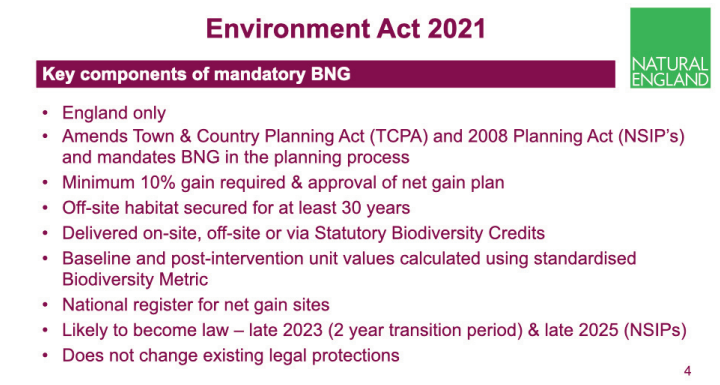 Environment Act 2021
NATURAL
ENGLAND
Key components of mandatory BNG
• England only
• Amends Town & Country Planning Act (TCPA) and 2008 Planning Act (NSIP's)
and mandates BNG in the planning process
• Minimum 10% gain required & approval of net gain plan
• Off-site habitat secured for at least 30 years
• Delivered on-site, off-site or via Statutory Biodiversity Credits
• Baseline and post-intervention unit values calculated using standardised
Biodiversity Metric
• National register for net gain sites
• Likely to become law – late 2023 (2 year transition period) & late 2025 (NSIPs)
• Does not change existing legal protections
4